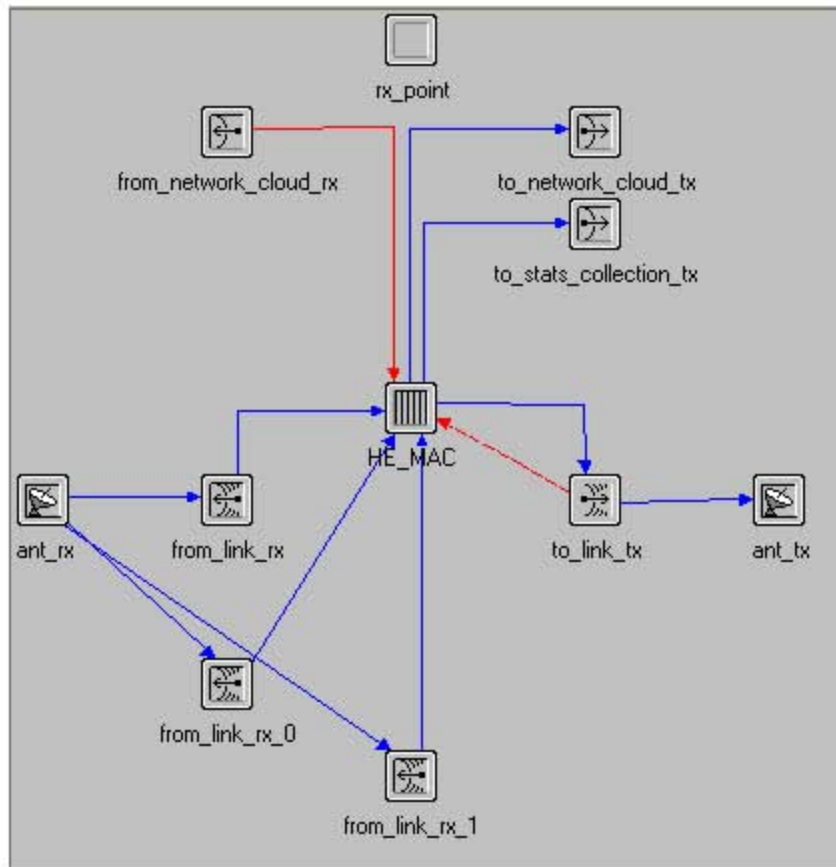 rx_point
from_network_cloud_rx
to_network_cloud_tx
to_stats_collection_tx
HE_MAC
ant_rx
from_link_rx
to_link_tx
ant_tx
from_link_rx_0
from_link_rx_1